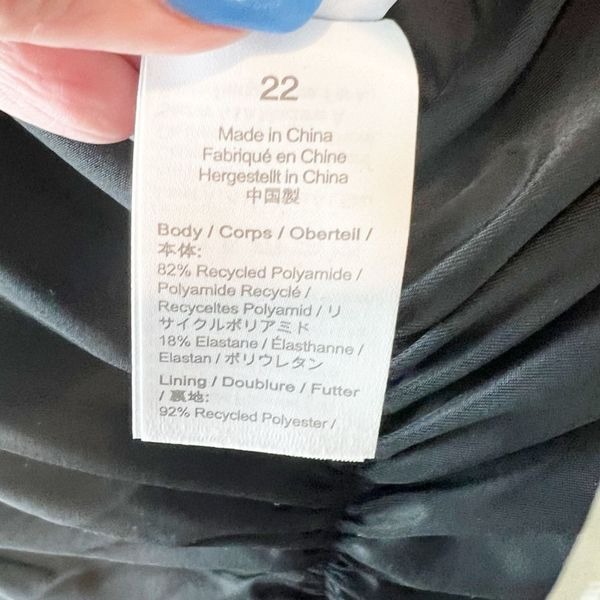 22
Made in China
Fabriqué en Chine
Hergestellt in China
中国製
Body / Corps / Oberteil /
本体:
82% Recycled Polyamide /
Polyamide Recyclé /
Recyceltes Polyamid / リ
サイクルポリアミド
18% Elastane / Élasthanne /
Elastan / ポリウレタン
Lining / Doublure / Futter
/ 裏地:
92% Recycled Polyester /